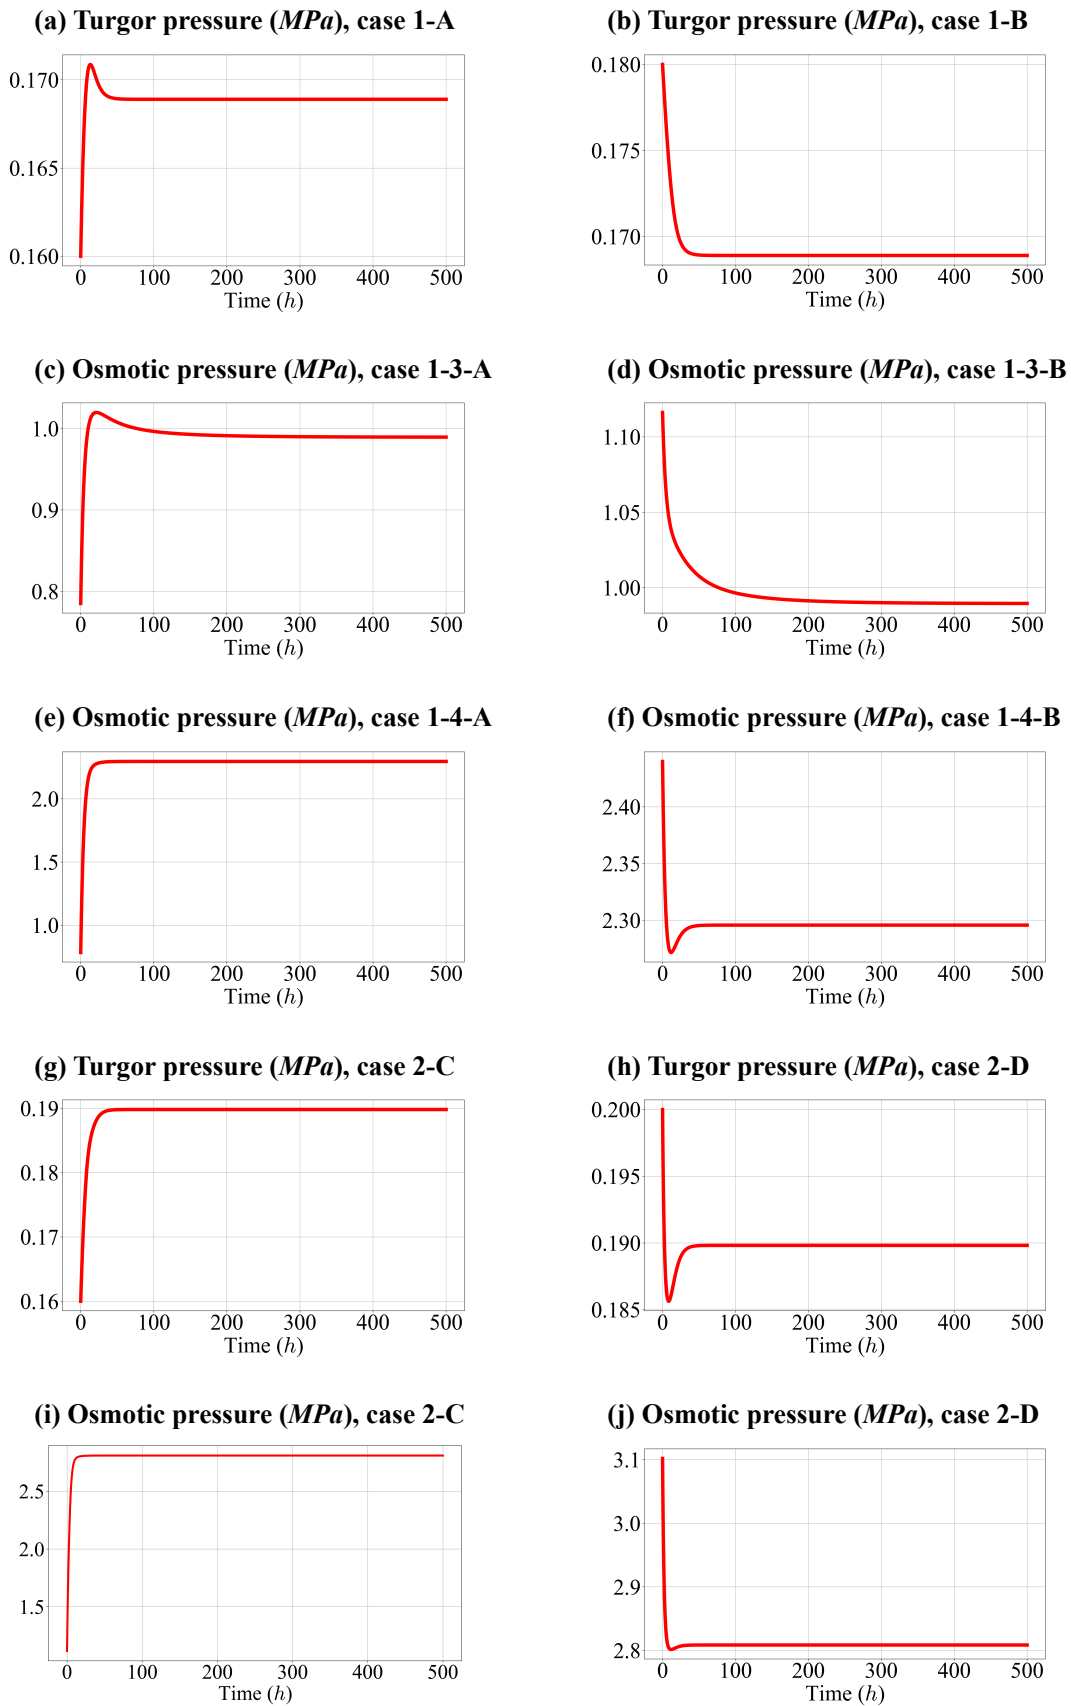 (a) Turgor pressure (MPa), case 1-A
0.170
0.165
0.160
0 100 200 300 400 500
Time (h)
(b) Turgor pressure (MPa), case 1-B
0.180
0.175
0.170
0 100 200 300 400 500
Time (h)
(c) Osmotic pressure (MPa), case 1-3-A
1.0
0.9
0.8
0 100 200 300 400 500
Time (h)
(d) Osmotic pressure (MPa), case 1-3-B
1.10
1.05
1.00
0 100 200 300 400 500
Time (h)
(e) Osmotic pressure (MPa), case 1-4-A
2.0
1.5
1.0
0 100 200 300 400 500
Time (h)
(f) Osmotic pressure (MPa), case 1-4-B
2.40
2.35
2.30
0 100 200 300 400 500
Time (h)
(g) Turgor pressure (MPa), case 2-C
0.19
0.18
0.17
0.16
0 100 200 300 400 500
Time (h)
(h) Turgor pressure (MPa), case 2-D
0.200
0.195
0.190
0.185
0 100 200 300 400 500
Time (h)
(i) Osmotic pressure (MPa), case 2-C
2.5
2.0
1.5
0 100 200 300 400 500
Time (h)
(j) Osmotic pressure (MPa), case 2-D
3.1
3.0
2.9
2.8
0 100 200 300 400 500
Time (h)